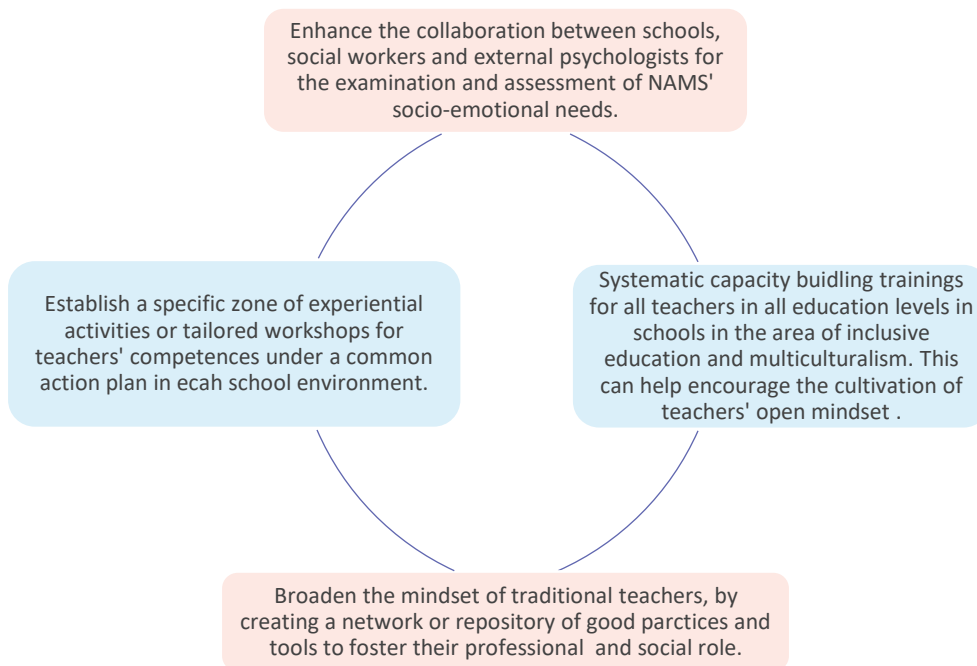 Enhance the collaboration between schools,
social workers and external psychologists for
the examination and assessment of NAMS'
socio-emotional needs.
Establish a specific zone of experiential
activities or tailored workshops for
teachers' competences under a common
action plan in ecah school environment.
Systematic capacity buidling trainings
for all teachers in all education levels in
schools in the area of inclusive
education and multiculturalism. This
can help encourage the cultivation of
teachers' open mindset .
Broaden the mindset of traditional teachers, by
creating a network or repository of good parctices and
tools to foster their professional and social role.